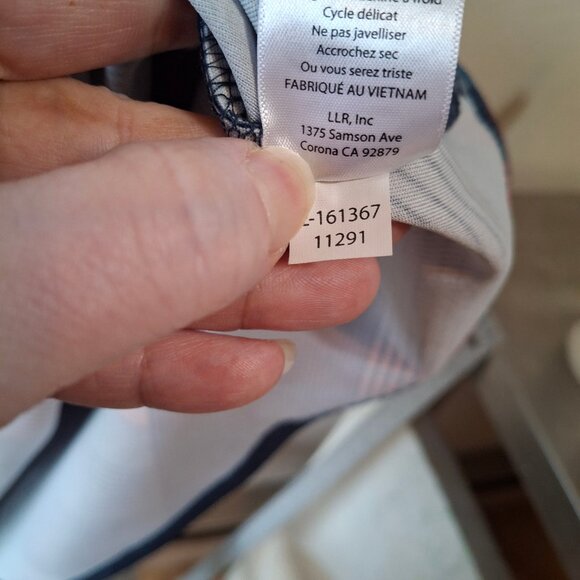 à froid
Cycle délicat
Ne pas javelliser
Accrochez sec
Ou vous serez triste
FABRIQUÉ AU VIETNAM
LLR, Inc
1375 Samson Ave
Corona CA 92879
-161367
11291